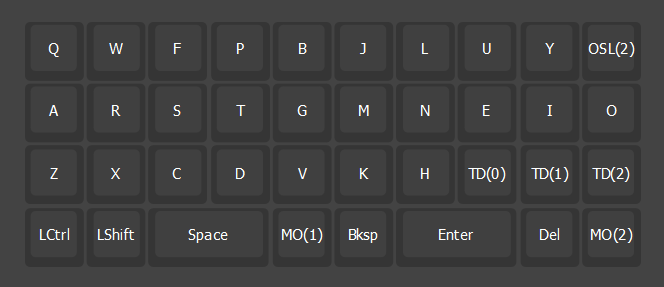 Q W F P B J L U Y OSL(2)
A R S T G M N E I O
Z X C D V K H TD(0) TD(1) TD(2)
LCtrl LShift Space MO(1) Bksp Enter Del MO(2)